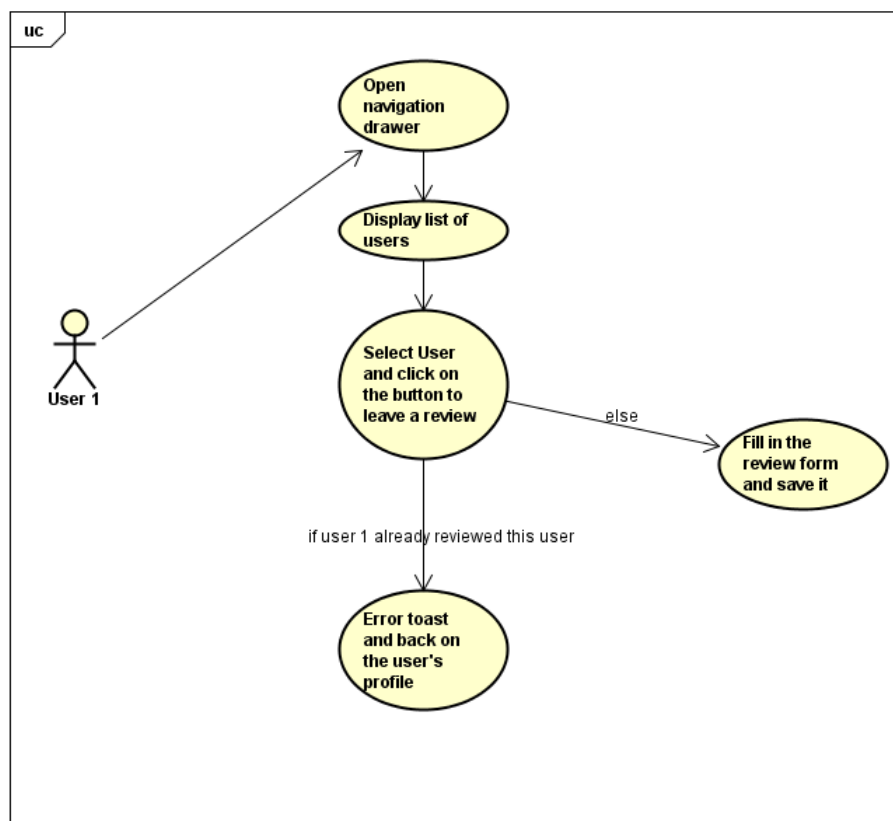 uc
Open
navigation
drawer
Display list of
users
Select User
and click on
the button to
leave a review
User 1
else
Fill in the
review form
and save it
if user 1 already reviewed this user
Error toast
and back on
the user's
profile